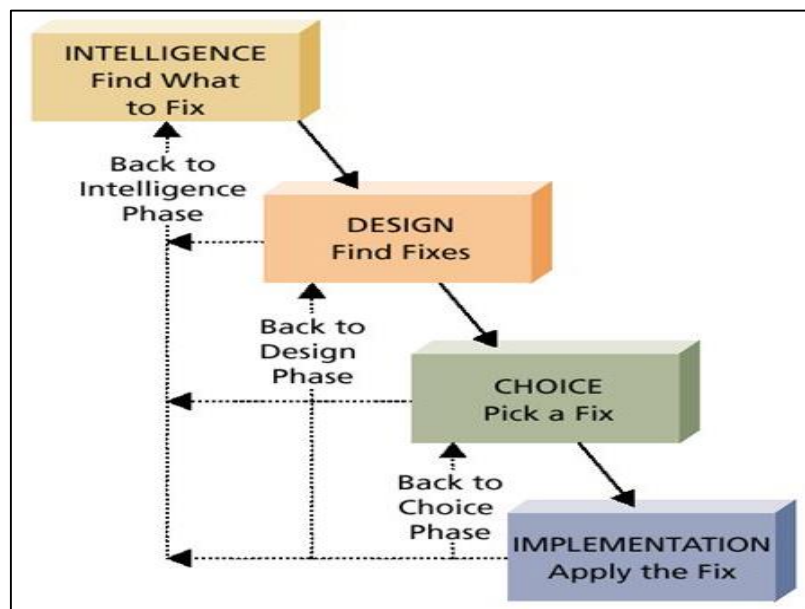 INTELLIGENCE
Find What
to Fix
Back to
Intelligence
Phase
DESIGN
Find Fixes
Back to
Design
Phase
CHOICE
Pick a Fix
Back to
Choice
Phase
IMPLEMENTATION
Apply the Fix